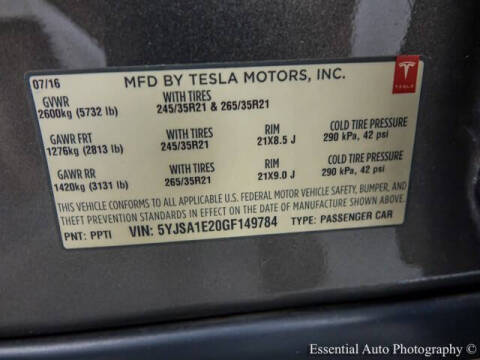 07/16 MFD BY TESLA MOTORS, INC.
TESLA
GVWR WITH TIRES
2600kg (5732 lb) 245/35R21 & 265/35R21
GAWR FRT WITH TIRES RIM COLD TIRE PRESSURE
1276kg (2813 lb) 245/35R21 21X8.5 J 290 kPa, 42 psi
GAWR RR WITH TIRES RIM COLD TIRE PRESSURE
1420kg (3131 lb) 265/35R21 21X9.0 J 290 kPa, 42 psi
THIS VEHICLE CONFORMS TO ALL APPLICABLE U.S. FEDERAL MOTOR VEHICLE SAFETY, BUMPER, AND
THEFT PREVENTION STANDARDS IN EFFECT ON THE DATE OF MANUFACTURE SHOWN ABOVE.
PNT: PPTI VIN: 5YJSA1E20GF149784 TYPE: PASSENGER CAR
Essential Auto Photography ©